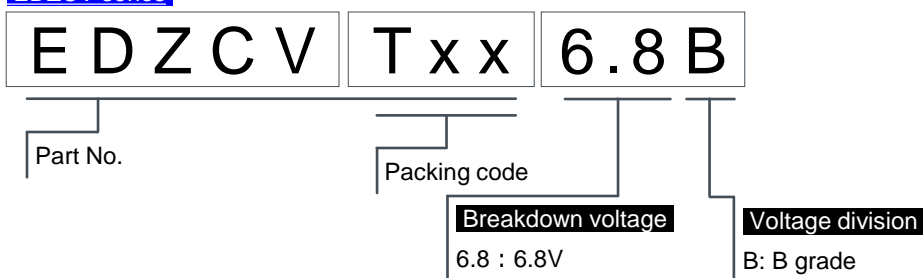 EDZCV Txx 6.8B
Part No.
Packing code
Breakdown voltage
Voltage division
6.8 : 6.8V
B: B grade